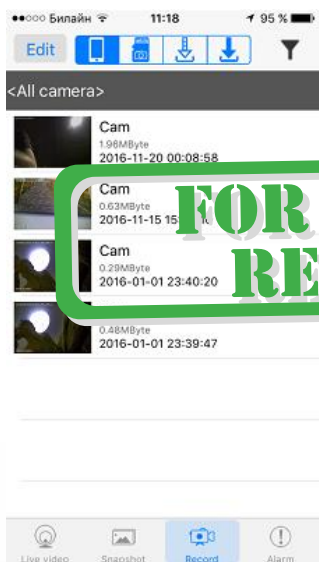 Билайн 11:18 95 %
Edit
<All camera>
Cam
1.96MByte
2016-11-20 00:08:58
Cam
0.63MByte
2016-11-15
FOR
Cam
0.29MByte
2016-01-01 23:40:20
RE
0.48MByte
2016-01-01 23:39:47
Live video Snapshot Record Alarm